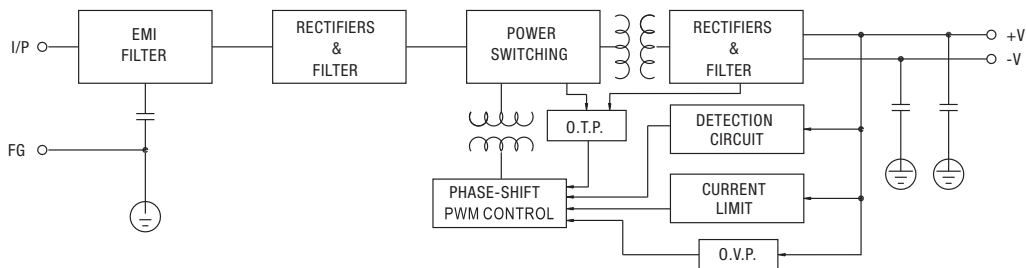 I/P
EMI
FILTER
RECTIFIERS
&
FILTER
POWER
SWITCHING
RECTIFIERS
&
FILTER
+V
-V
FG
O.T.P.
DETECTION
CIRCUIT
PHASE-SHIFT
PWM CONTROL
CURRENT
LIMIT
O.V.P.